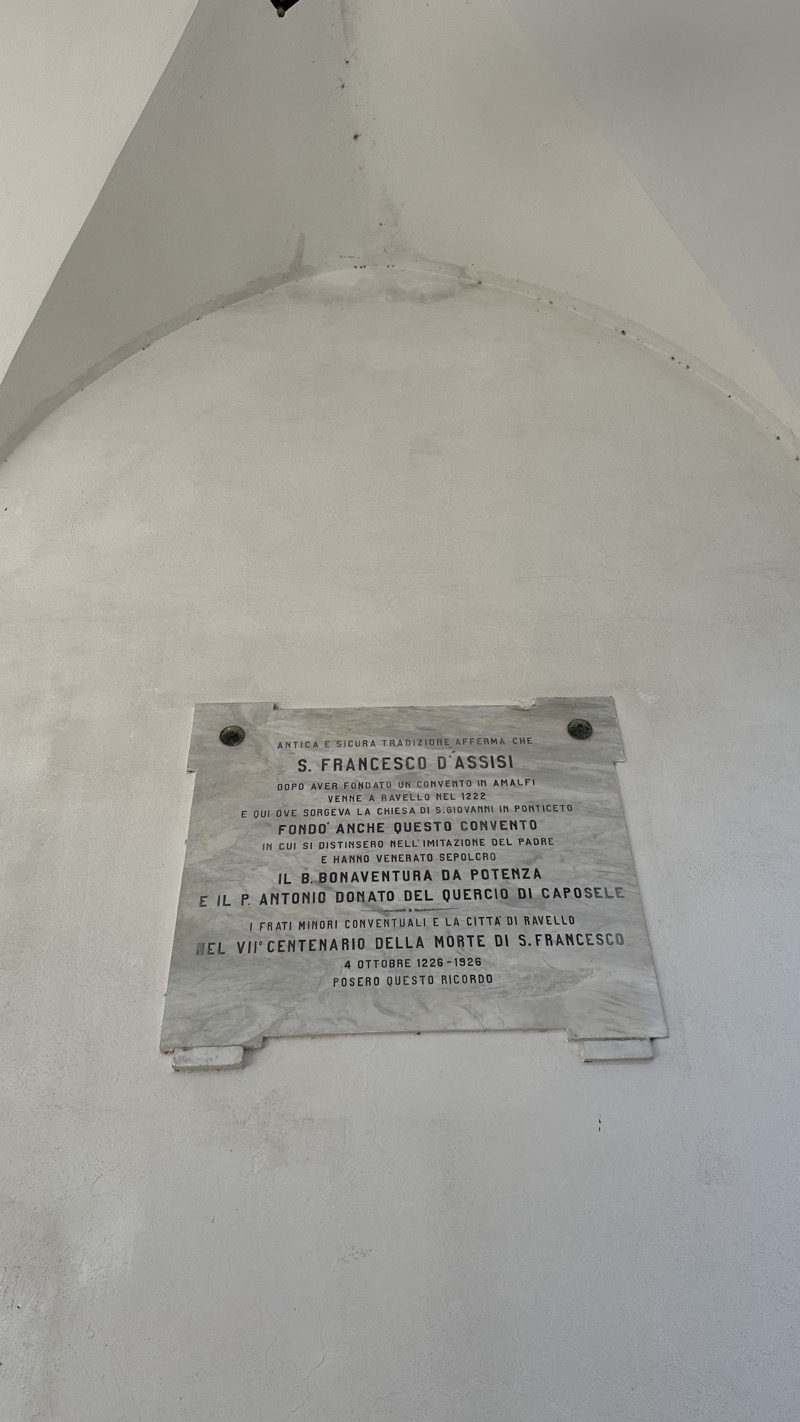 ANTICA E SICURA TRADIZIONE AFFERMA CHE
S. FRANCESCO D'ASSISI
DOPO AVER FONDATO UN CONVENTO IN AMALFI
VENNE A RAVELLO NEL 1222
E QUI OVE SORGEVA LA CHIESA DI S. GIOVANNI IN PONTICETO
FONDO' ANCHE QUESTO CONVENTO
IN CUI SI DISTINSERO NELL'IMITAZIONE DEL PADRE
E HANNO VENERATO SEPOLCRO
IL B. BONAVENTURA DA POTENZA
E IL P. ANTONIO DONATO DEL QUERCIO DI CAPOSELE
I FRATI MINORI CONVENTUALI E LA CITTA' DI RAVELLO
NEL VII° CENTENARIO DELLA MORTE DI S. FRANCESCO
4 OTTOBRE 1226-1926
POSERO QUESTO RICORDO